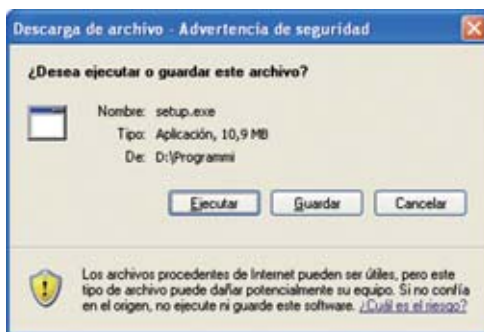 Descarga de archivo - Advertencia de seguridad
¿Desea ejecutar o guardar este archivo?
Nombre: setup.exe
Tipo: Aplicación, 10,9 MB
De: D:\Programmi
Ejecutar Guardar Cancelar
Los archivos procedentes de Internet pueden ser útiles, pero este
tipo de archivo puede dañar potencialmente su equipo. Si no confía
en el origen, no ejecute ni guarde este software. ¿Cuál es el riesgo?